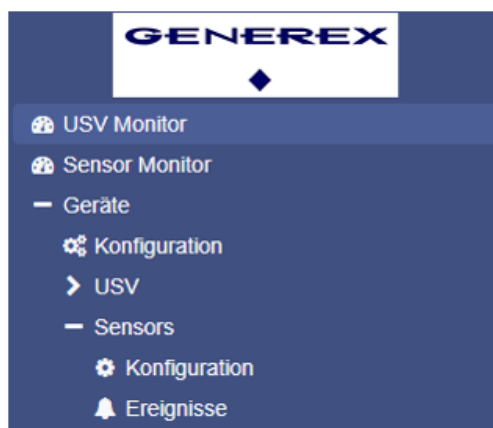 GENEREX
USV Monitor
Sensor Monitor
Geräte
Konfiguration
USV
Sensors
Konfiguration
Ereignisse